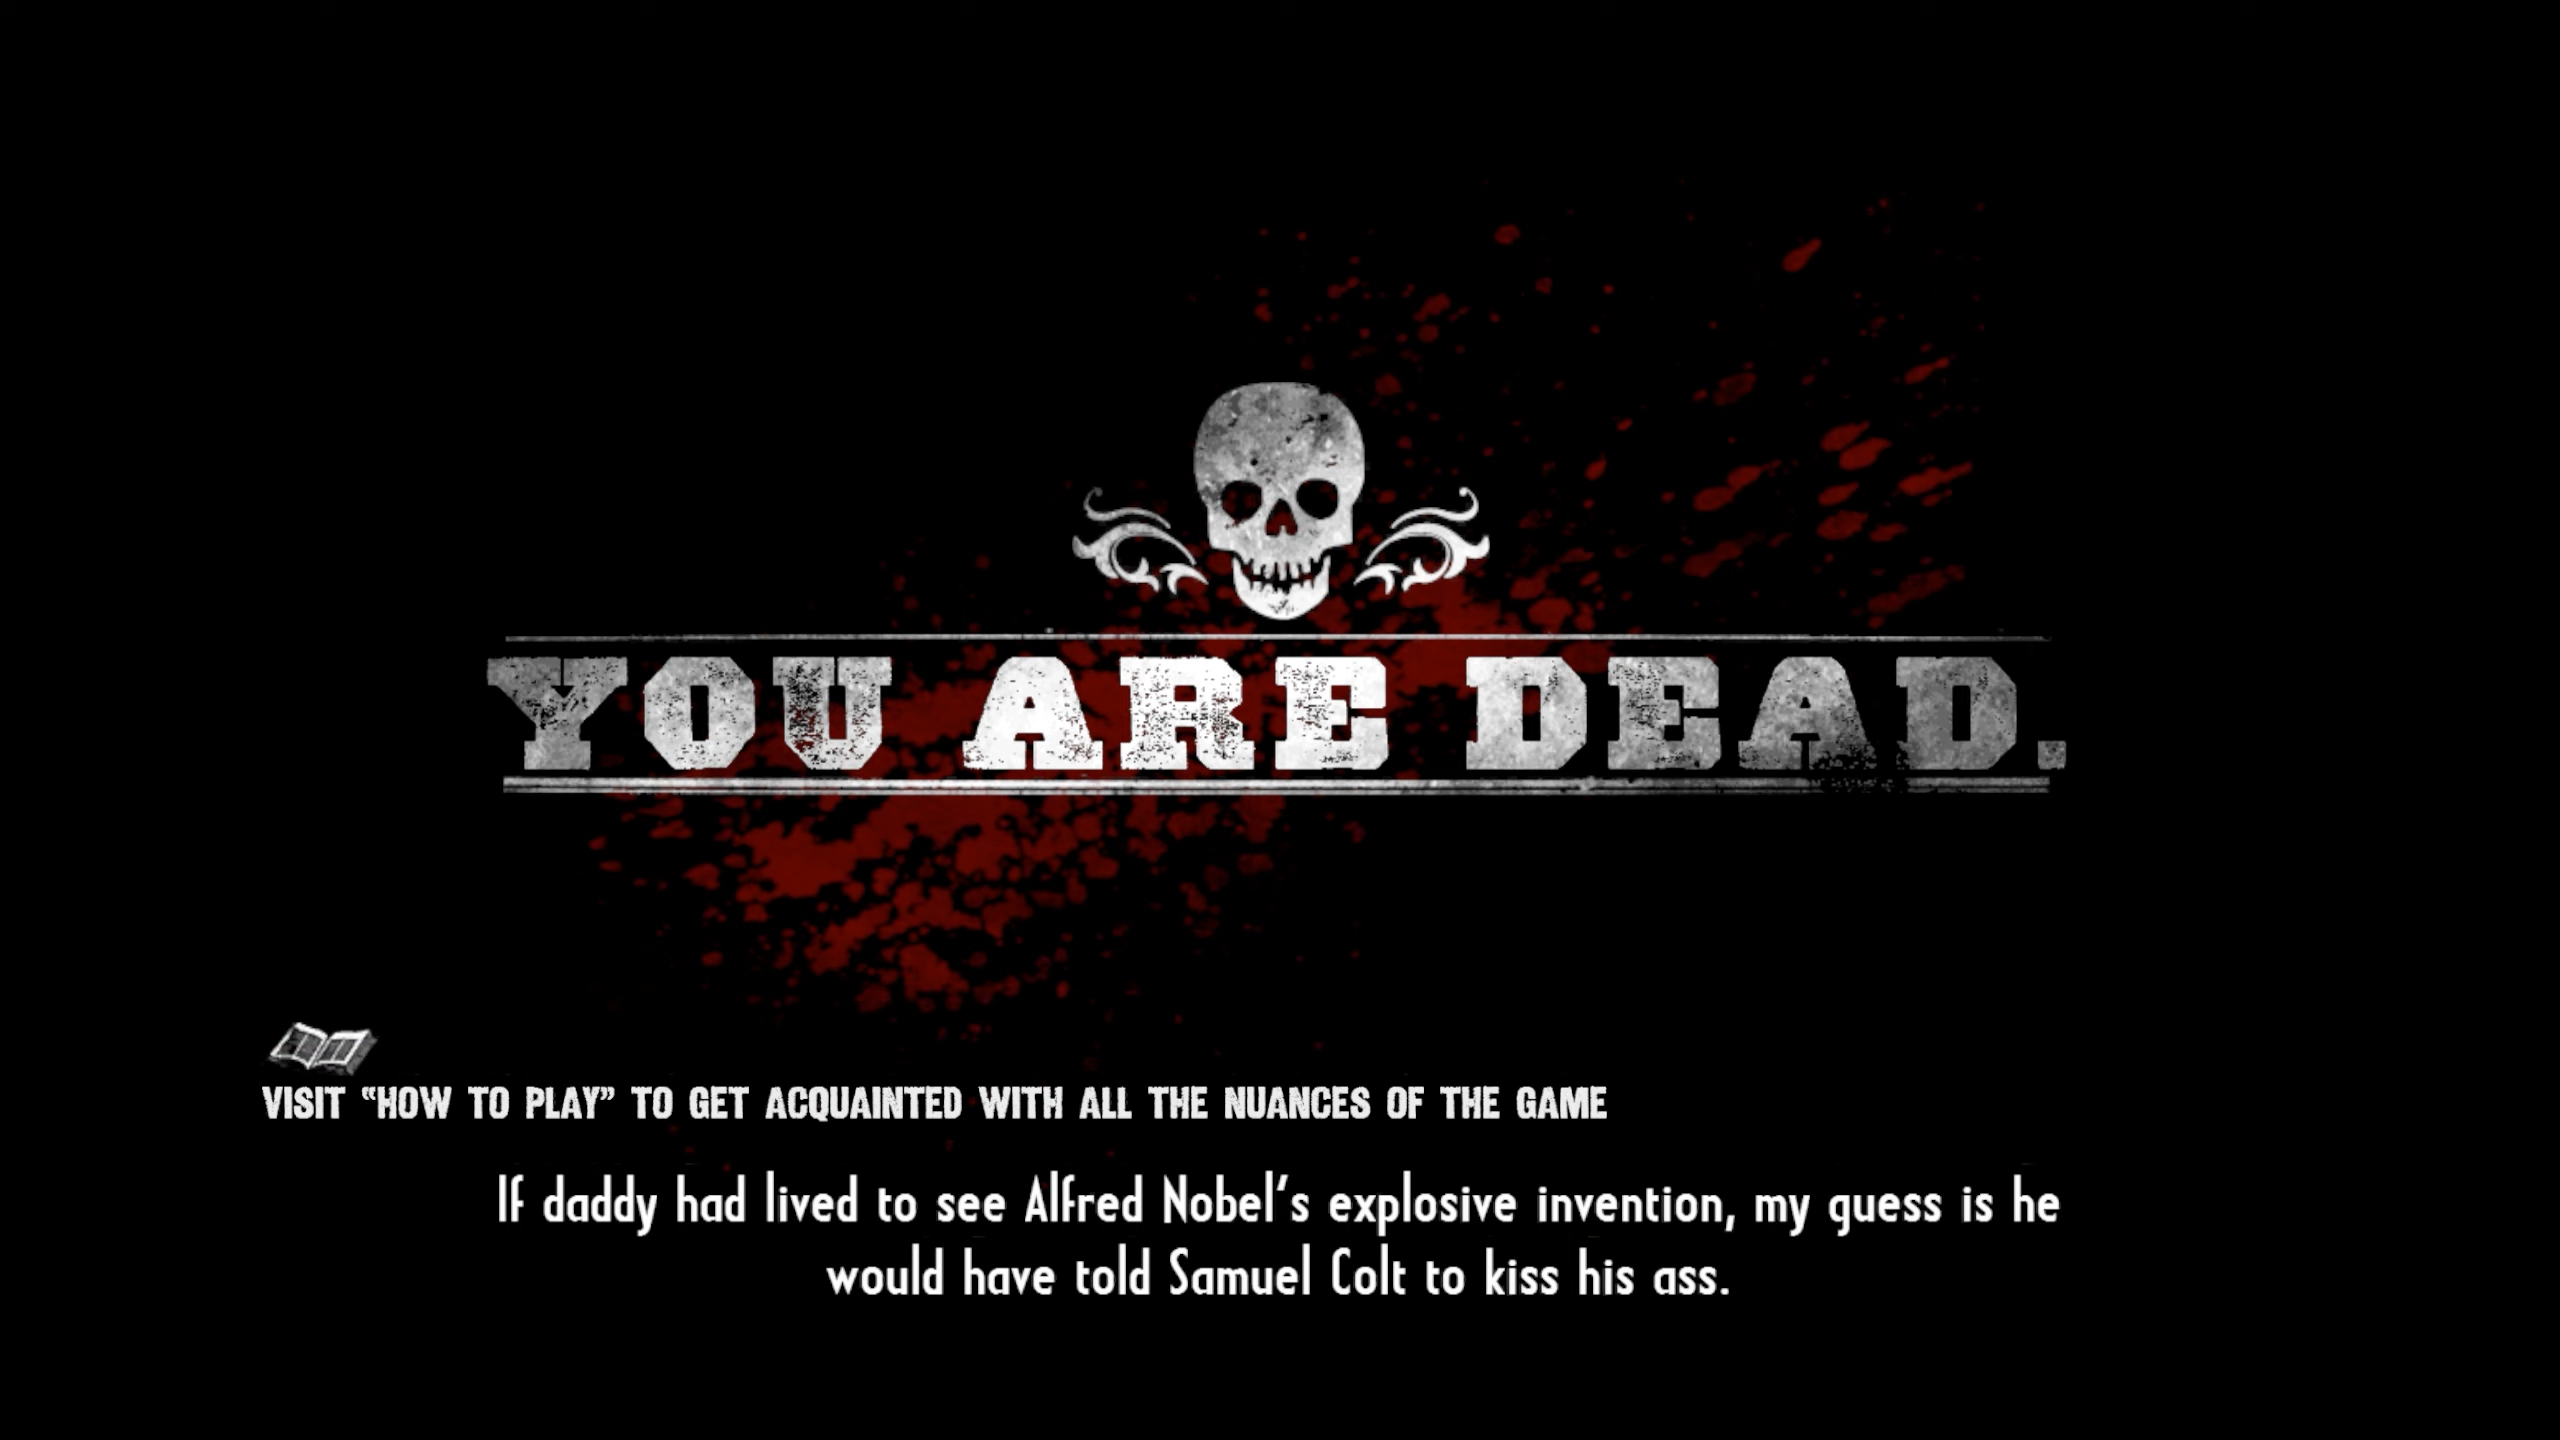 YOU ARE DEAD.
VISIT “HOW TO PLAY” TO GET ACQUAINTED WITH ALL THE NUANCES OF THE GAME
If daddy had lived to see Alfred Nobel's explosive invention, my guess is he
would have told Samuel Colt to kiss his ass.